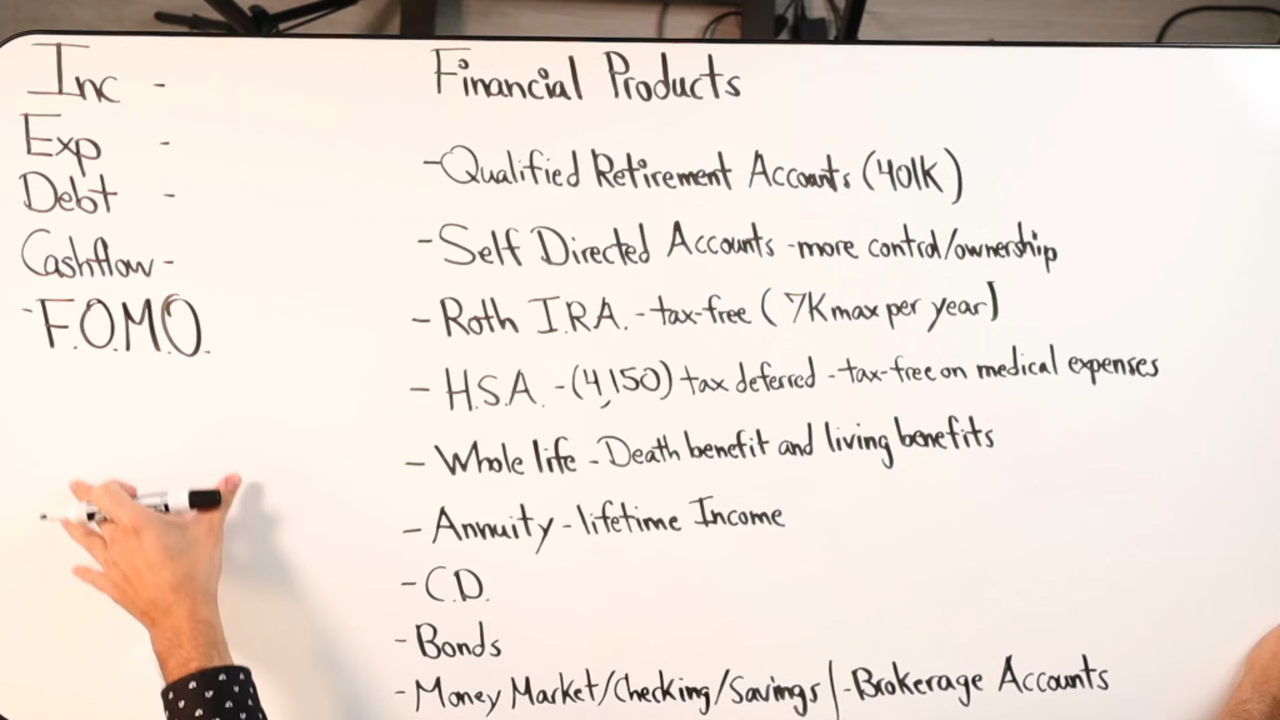 Inc -
Exp -
Debt -
Cashflow -
- F.O.M.O.
Financial Products
- Qualified Retirement Accounts (401K)
- Self Directed Accounts - more control/ownership
- Roth I.R.A. - tax-free (7K max per year)
- H.S.A. - (4,150) tax deferred - tax-free on medical expenses
- Whole life - Death benefit and living benefits
- Annuity - lifetime Income
- C.D.
- Bonds
- Money Market/Checking/Savings | - Brokerage Accounts